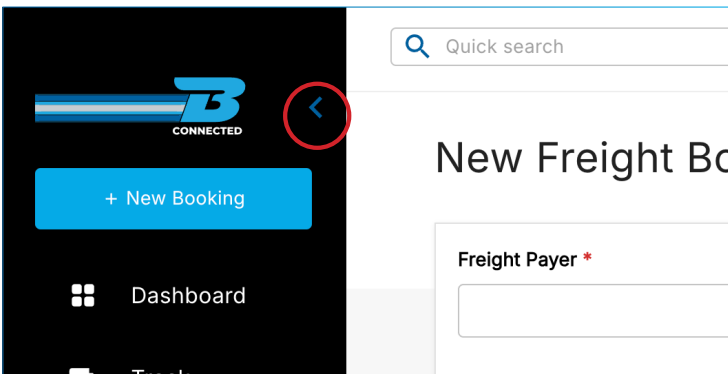 Quick search
B
CONNECTED
New Freight Bo
+ New Booking
Freight Payer *
Dashboard